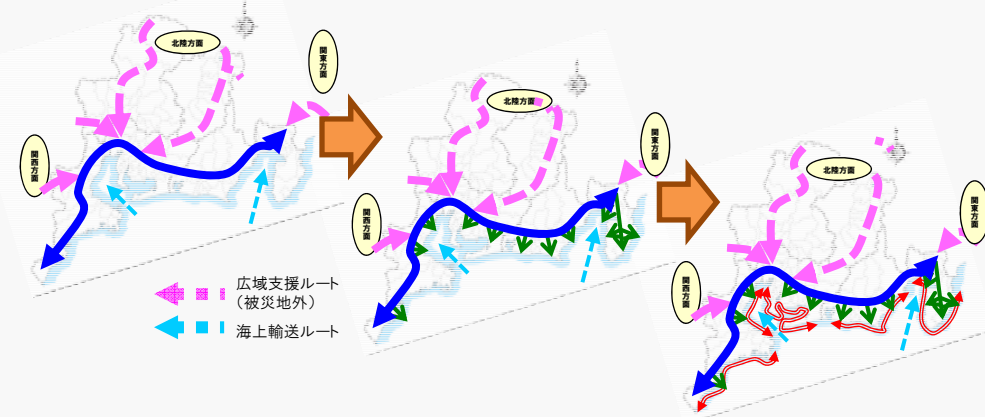 北陸方面
関東方面
関西方面
広域支援ルート
(被災地外)
海上輸送ルート
北陸方面
関東方面
関西方面
北陸方面
関東方面
関西方面